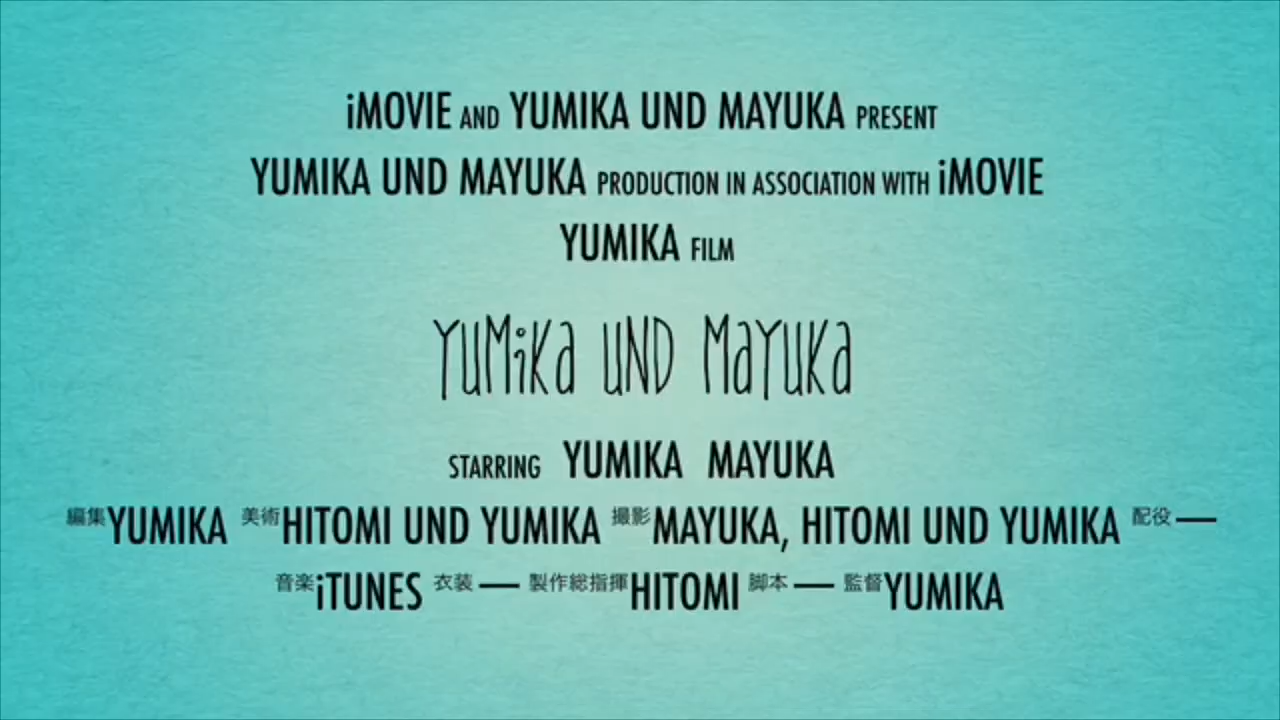 iMOVIE AND YUMIKA UND MAYUKA PRESENT
YUMIKA UND MAYUKA PRODUCTION IN ASSOCIATION WITH iMOVIE
YUMIKA FILM
YUMiKa UND MaYUKa
STARRING YUMIKA MAYUKA
編集YUMIKA 美術HITOMI UND YUMIKA 撮影MAYUKA, HITOMI UND YUMIKA 配役—
音楽iTUNES 衣装— 製作総指揮HITOMI 脚本— 監督YUMIKA